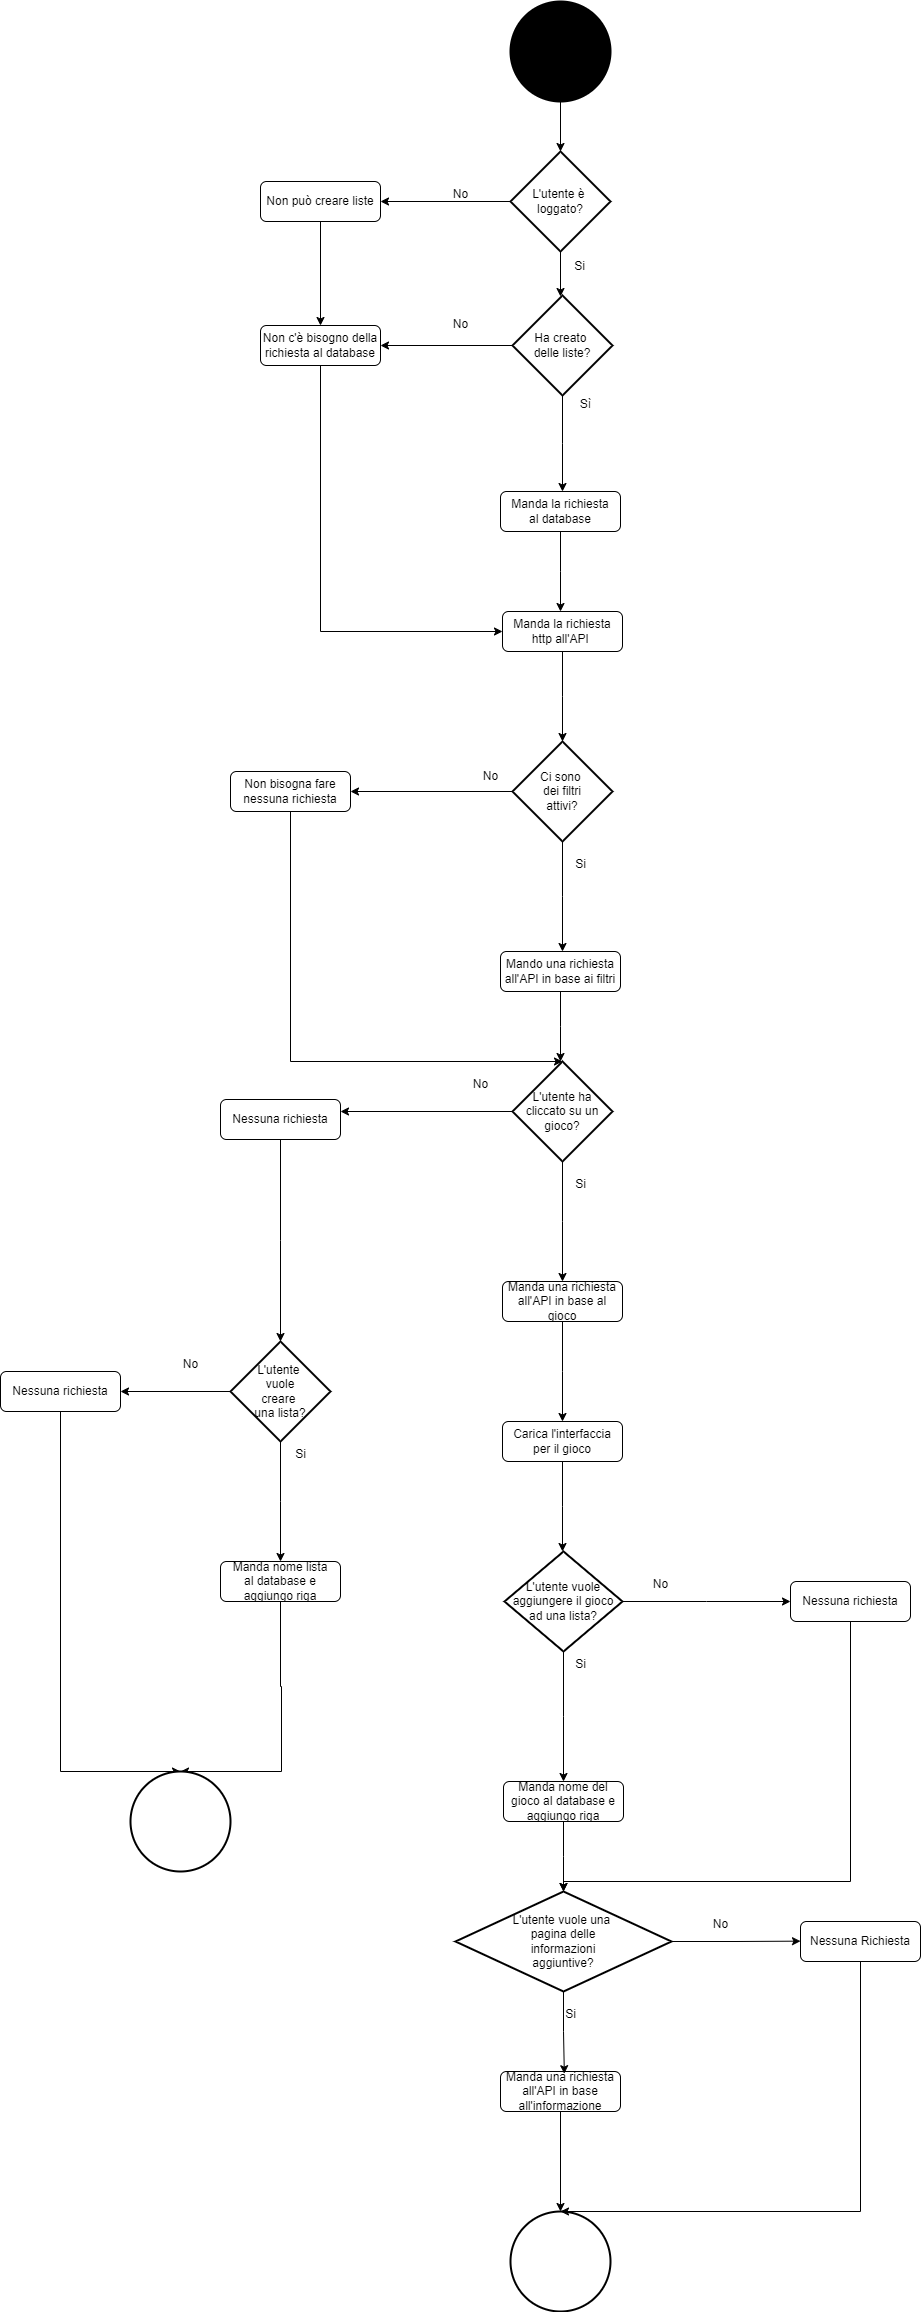 L'utente è
loggato?
No
Non può creare liste
Si
Ha creato
delle liste?
No
Non c'è bisogno della
richiesta al database
Sì
Manda la richiesta
al database
Manda la richiesta
http all'API
Ci sono
dei filtri
attivi?
No
Non bisogna fare
nessuna richiesta
Si
Mando una richiesta
all'API in base ai filtri
L'utente ha
cliccato su un
gioco?
No
Nessuna richiesta
Si
Manda una richiesta
all'API in base al
gioco
L'utente
vuole
creare
una lista?
No
Nessuna richiesta
Si
Manda nome lista
al database e
aggiungo riga
Carica l'interfaccia
per il gioco
L'utente vuole
aggiungere il gioco
ad una lista?
No
Nessuna richiesta
Si
Manda nome del
gioco al database e
aggiungo riga
L'utente vuole una
pagina delle
informazioni
aggiuntive?
No
Nessuna Richiesta
Si
Manda una richiesta
all'API in base
all'informazione